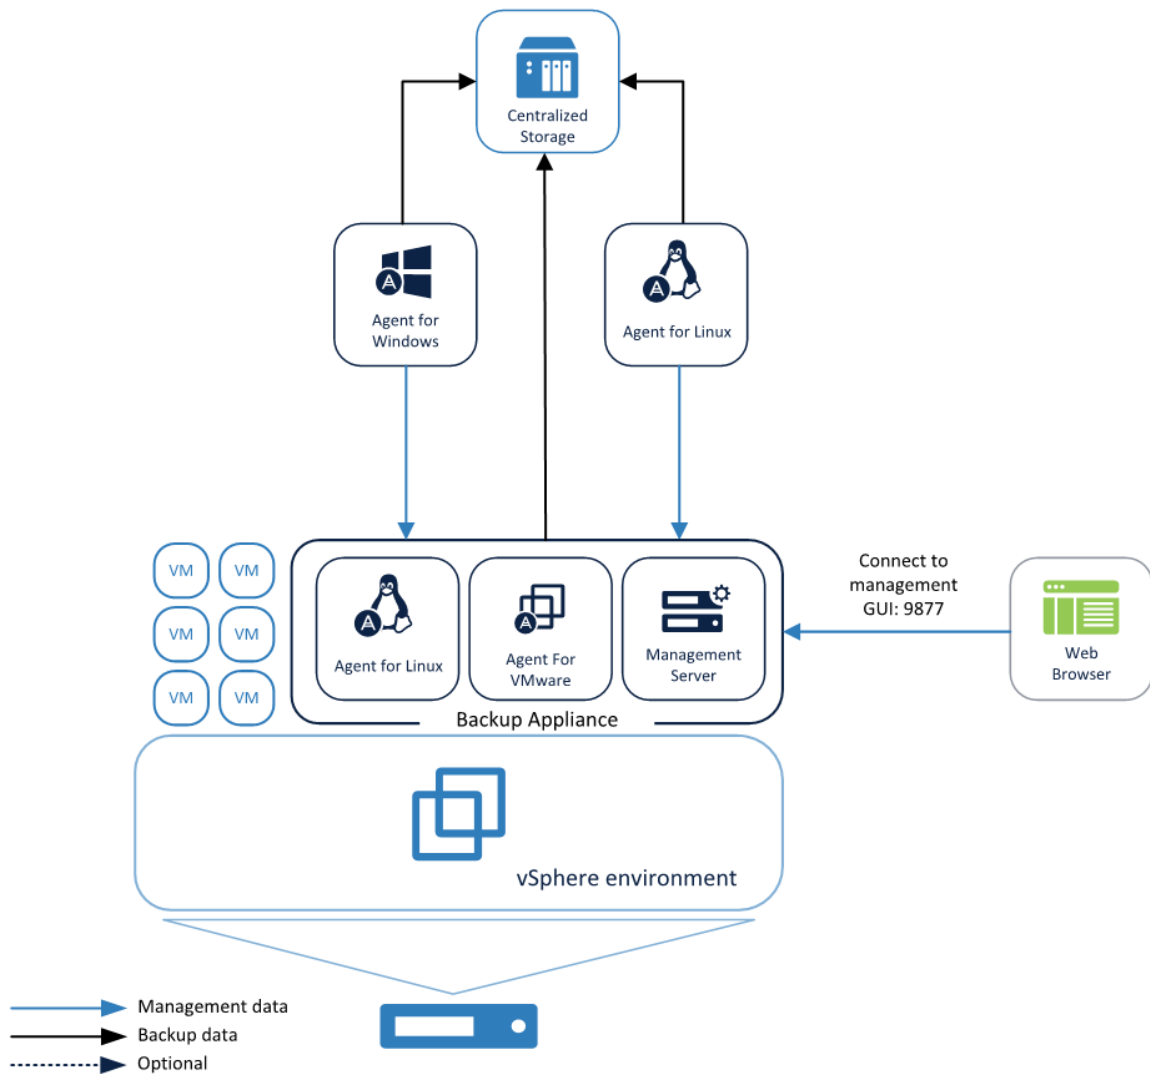 Centralized
Storage
Agent for
Windows
Agent for Linux
VM
VM
VM
VM
VM
VM
Agent for Linux
Agent For
VMware
Management
Server
Backup Appliance
Connect to
management
GUI: 9877
Web
Browser
vSphere environment
Management data
Backup data
Optional